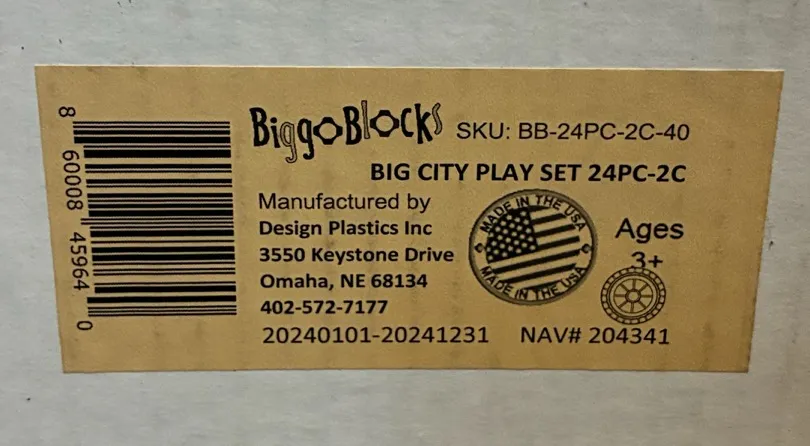 BiggoBlocks SKU: BB-24PC-2C-40
BIG CITY PLAY SET 24PC-2C
Manufactured by
Design Plastics Inc
3550 Keystone Drive
Omaha, NE 68134
402-572-7177
20240101-20241231 NAV# 204341
MADE IN THE USA
MADE IN THE USA
Ages
3+
8 60008 45964 0